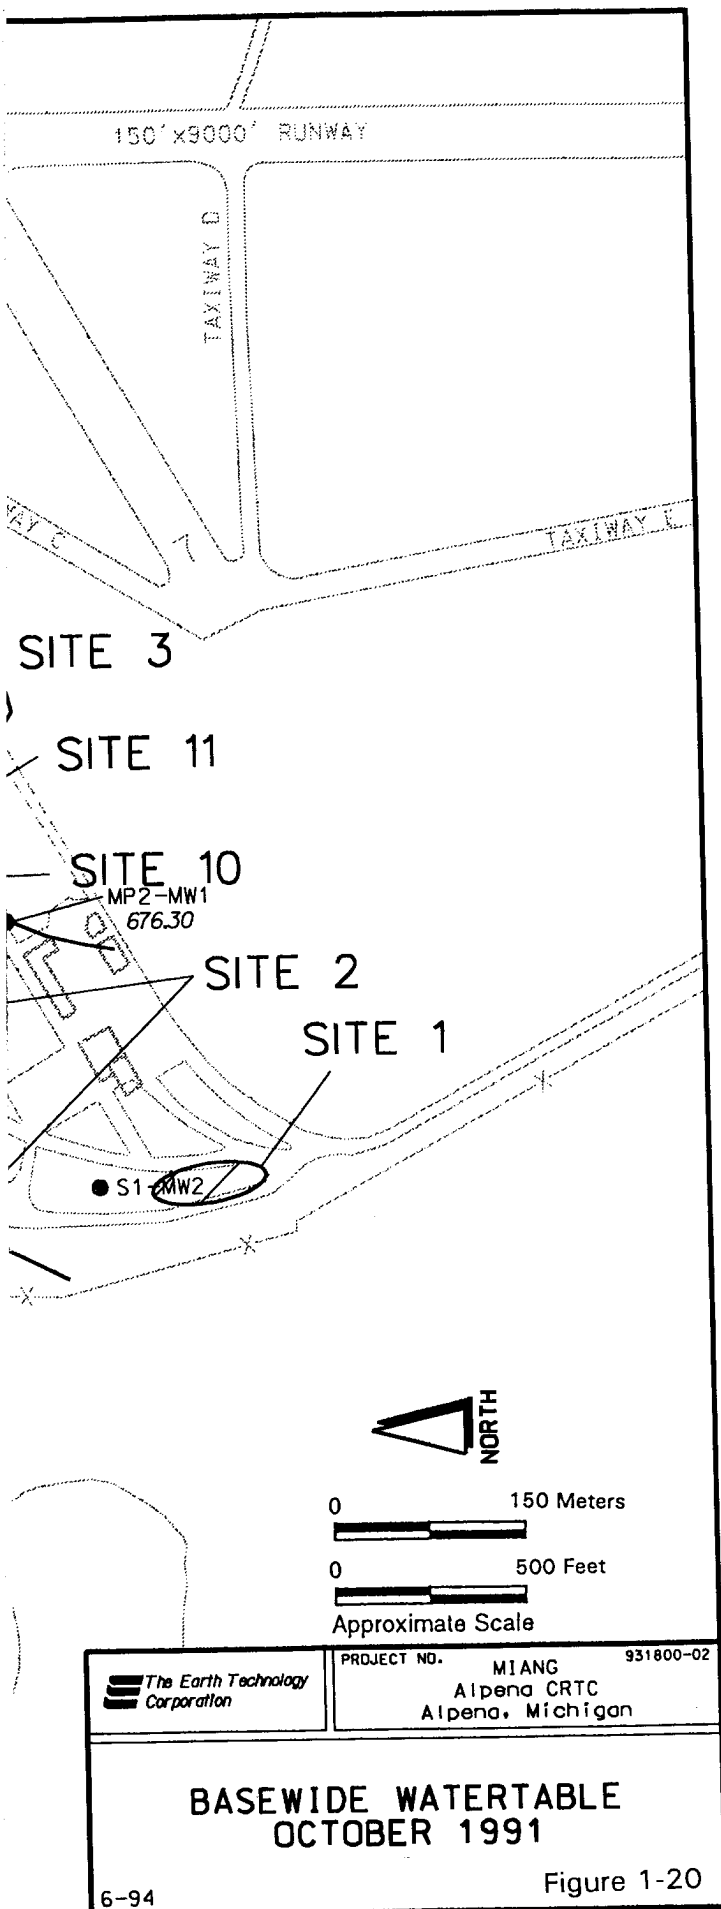 150'x9000' RUNWAY
TAXIWAY D
WAY C
7
TAXIWAY E
SITE 3
SITE 11
SITE 10
MP2-MW1
676.30
SITE 2
SITE 1
S1-MW2
NORTH
0 150 Meters
0 500 Feet
Approximate Scale
The Earth Technology
Corporation
PROJECT NO. 931800-02
MIANG
Alpena CRTC
Alpena, Michigan
BASEWIDE WATERTABLE
OCTOBER 1991
6-94
Figure 1-20